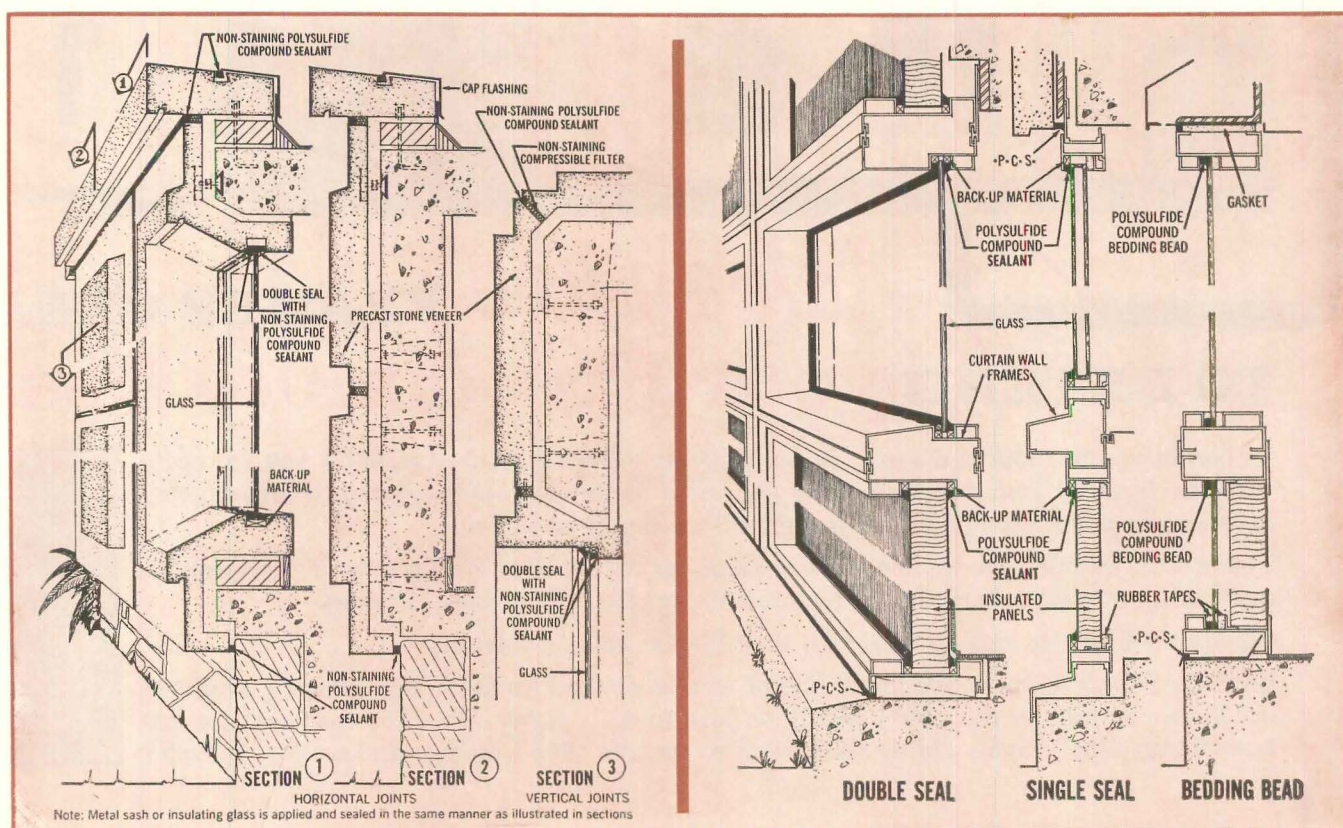 NON-STAINING POLYSULFIDE
COMPOUND SEALANT
1
2
3
CAP FLASHING
NON-STAINING POLYSULFIDE
COMPOUND SEALANT
NON-STAINING
COMPRESSIBLE FILTER
DOUBLE SEAL
WITH
NON-STAINING
POLYSULFIDE
COMPOUND
SEALANT
PRECAST STONE VENEER
GLASS
BACK-UP
MATERIAL
DOUBLE SEAL
WITH
NON-STAINING
POLYSULFIDE
COMPOUND
SEALANT
GLASS
NON-STAINING
POLYSULFIDE
COMPOUND
SEALANT
SECTION 1
SECTION 2
SECTION 3
HORIZONTAL JOINTS
VERTICAL JOINTS
Note: Metal sash or insulating glass is applied and sealed in the same manner as illustrated in sections
•P•C•S•
BACK-UP MATERIAL
POLYSULFIDE
COMPOUND
SEALANT
GASKET
POLYSULFIDE
COMPOUND
BEDDING BEAD
GLASS
CURTAIN WALL
FRAMES
BACK-UP MATERIAL
POLYSULFIDE
COMPOUND
SEALANT
POLYSULFIDE
COMPOUND
BEDDING BEAD
INSULATED
PANELS
RUBBER TAPES
•P•C•S•
•P•C•S•
DOUBLE SEAL
SINGLE SEAL
BEDDING BEAD